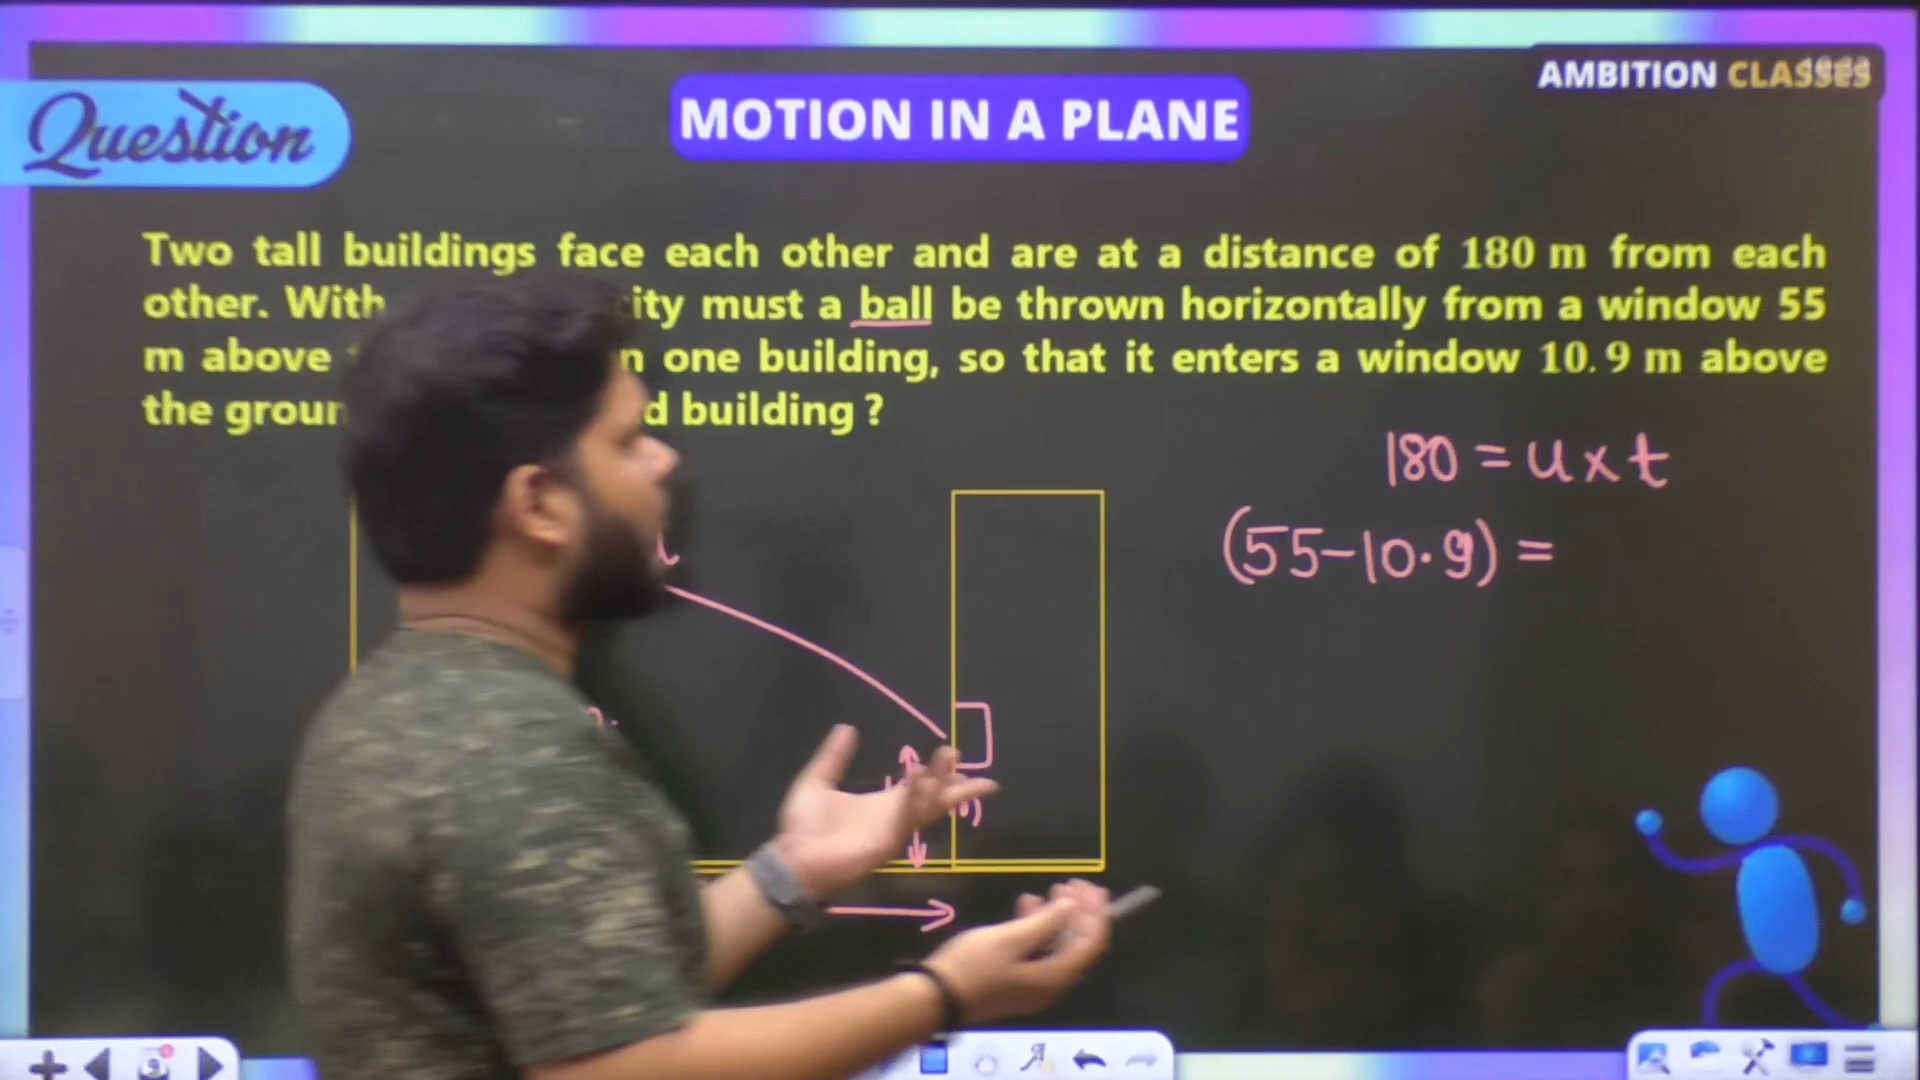 AMBITION CLASSES
Question
MOTION IN A PLANE
Two tall buildings face each other and are at a distance of 180 m from each
other. With city must a ball be thrown horizontally from a window 55
m above n one building, so that it enters a window 10.9 m above
the groun d building ?
180 = u x t
(55-10.9) =